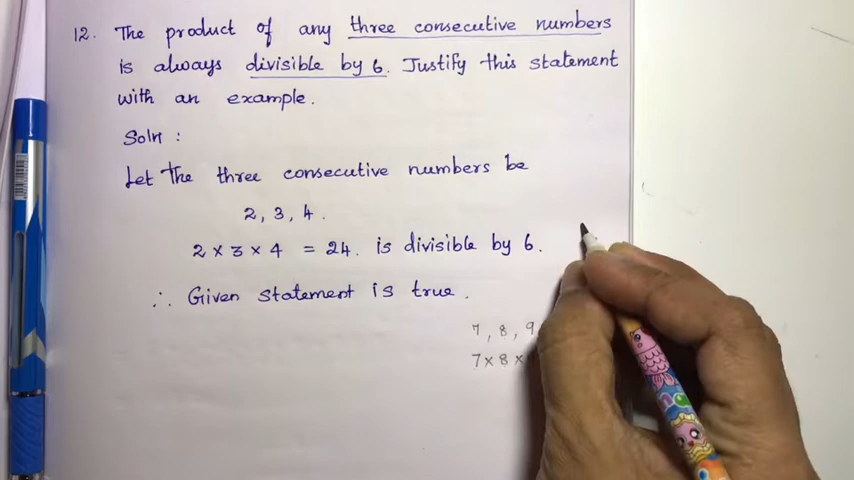 12. The product of any three consecutive numbers
is always divisible by 6. Justify this statement
with an example.
Soln :
Let The three consecutive numbers be
2, 3, 4.
2 × 3 × 4 = 24. is divisible by 6.
∴ Given statement is true.
7, 8, 9
7×8×